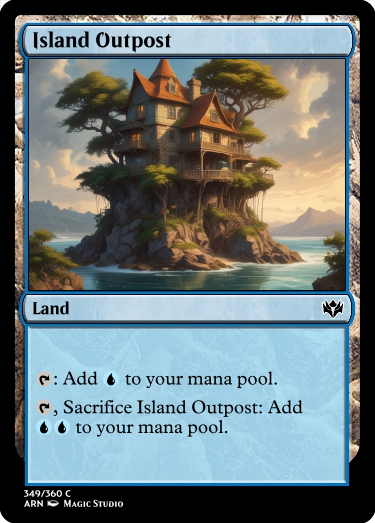 Island Outpost
Land
: Add to your mana pool.
, Sacrifice Island Outpost: Add
to your mana pool.
349/360 C
ARN Magic Studio